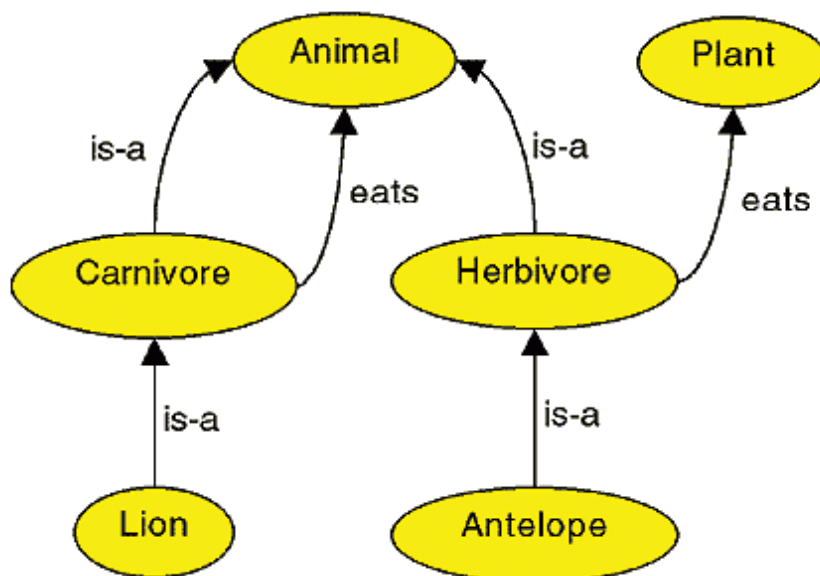 Animal
Plant
is-a
is-a
eats
eats
Carnivore
Herbivore
is-a
is-a
Lion
Antelope